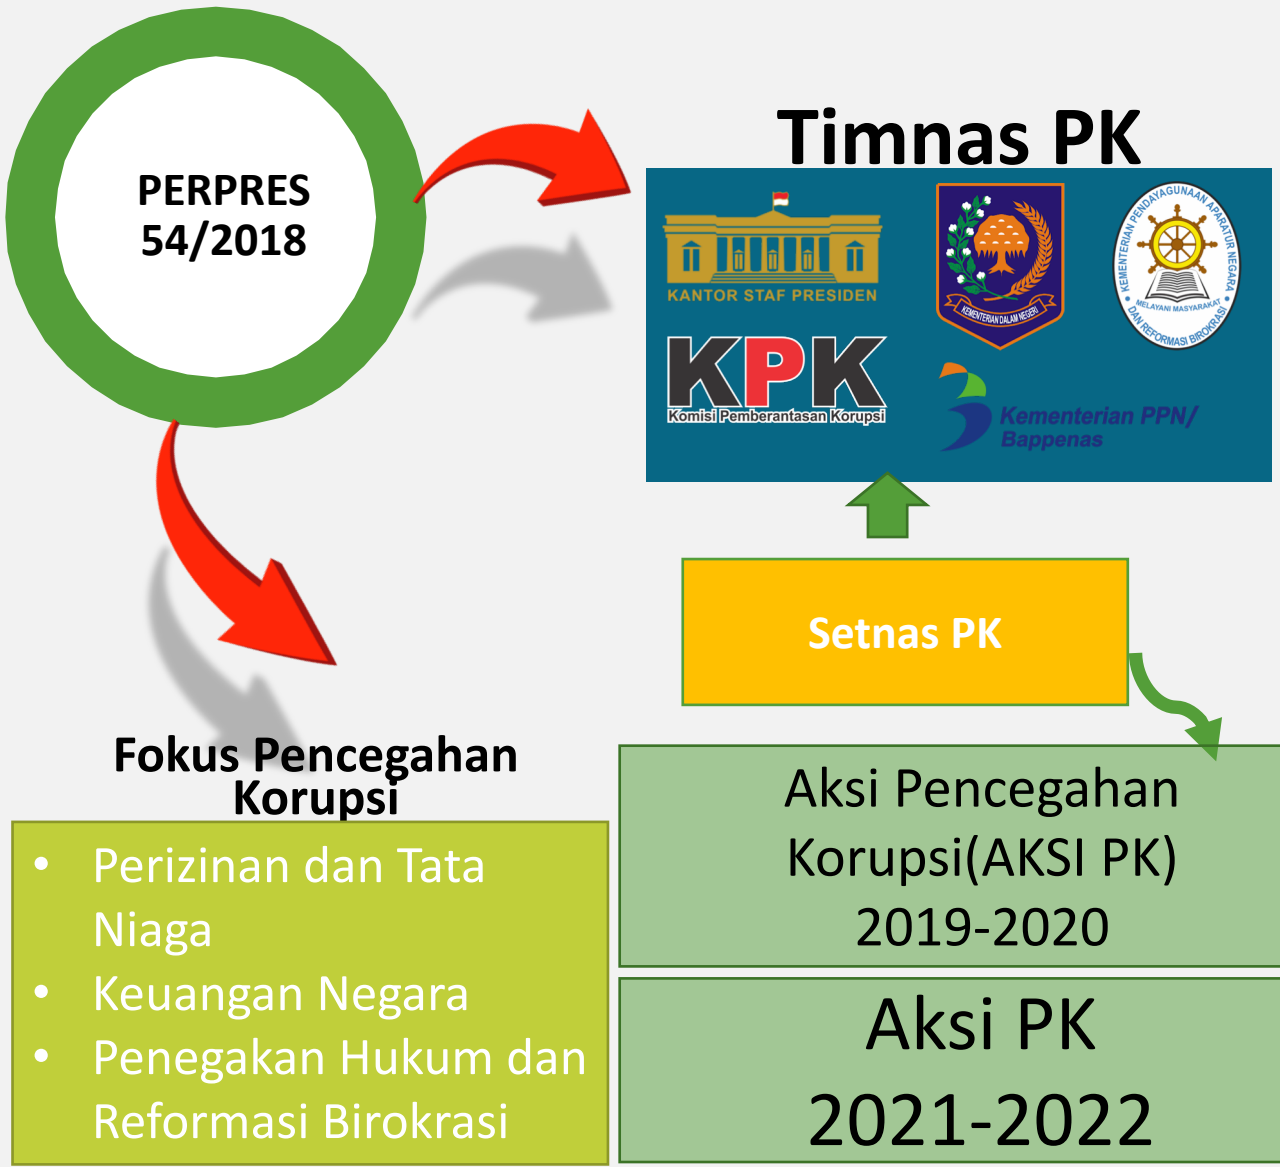 PERPRES
54/2018
Timnas PK
KANTOR STAF PRESIDEN
KEMENTERIAN DALAM NEGERI
KEMENTERIAN PENDAYAGUNAAN APARATUR NEGARA
MELAYANI MASYARAKAT
DAN REFORMASI BIROKRASI
KPK
Komisi Pemberantasan Korupsi
Kementerian PPN/
Bappenas
Setnas PK
Fokus Pencegahan
Korupsi
• Perizinan dan Tata
Niaga
• Keuangan Negara
• Penegakan Hukum dan
Reformasi Birokrasi
Aksi Pencegahan
Korupsi(AKSI PK)
2019-2020
Aksi PK
2021-2022